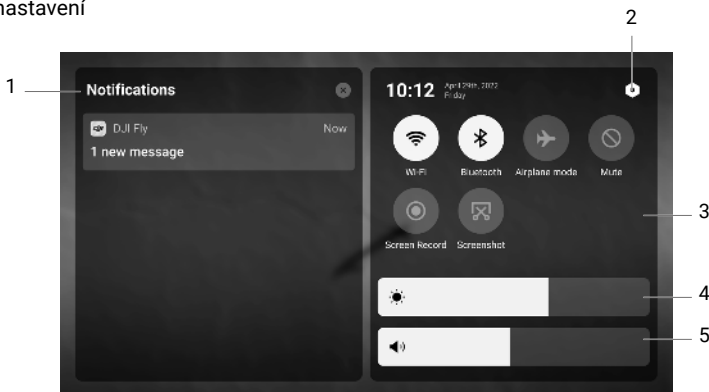 nastavení
2
1
Notifications
DJI Fly
Now
1 new message
10:12
April 29th, 2022
Friday
Wi-Fi
Bluetooth
Airplane mode
Mute
Screen Record
Screenshot
3
4
5